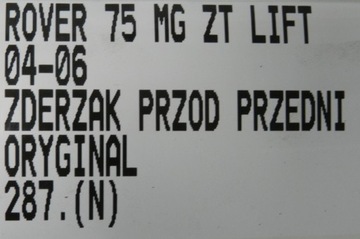 ROVER 75 MG ZT LIFT
04-06
ZDERZAK PRZOD PRZEDNI
ORYGINAL
287.(N)